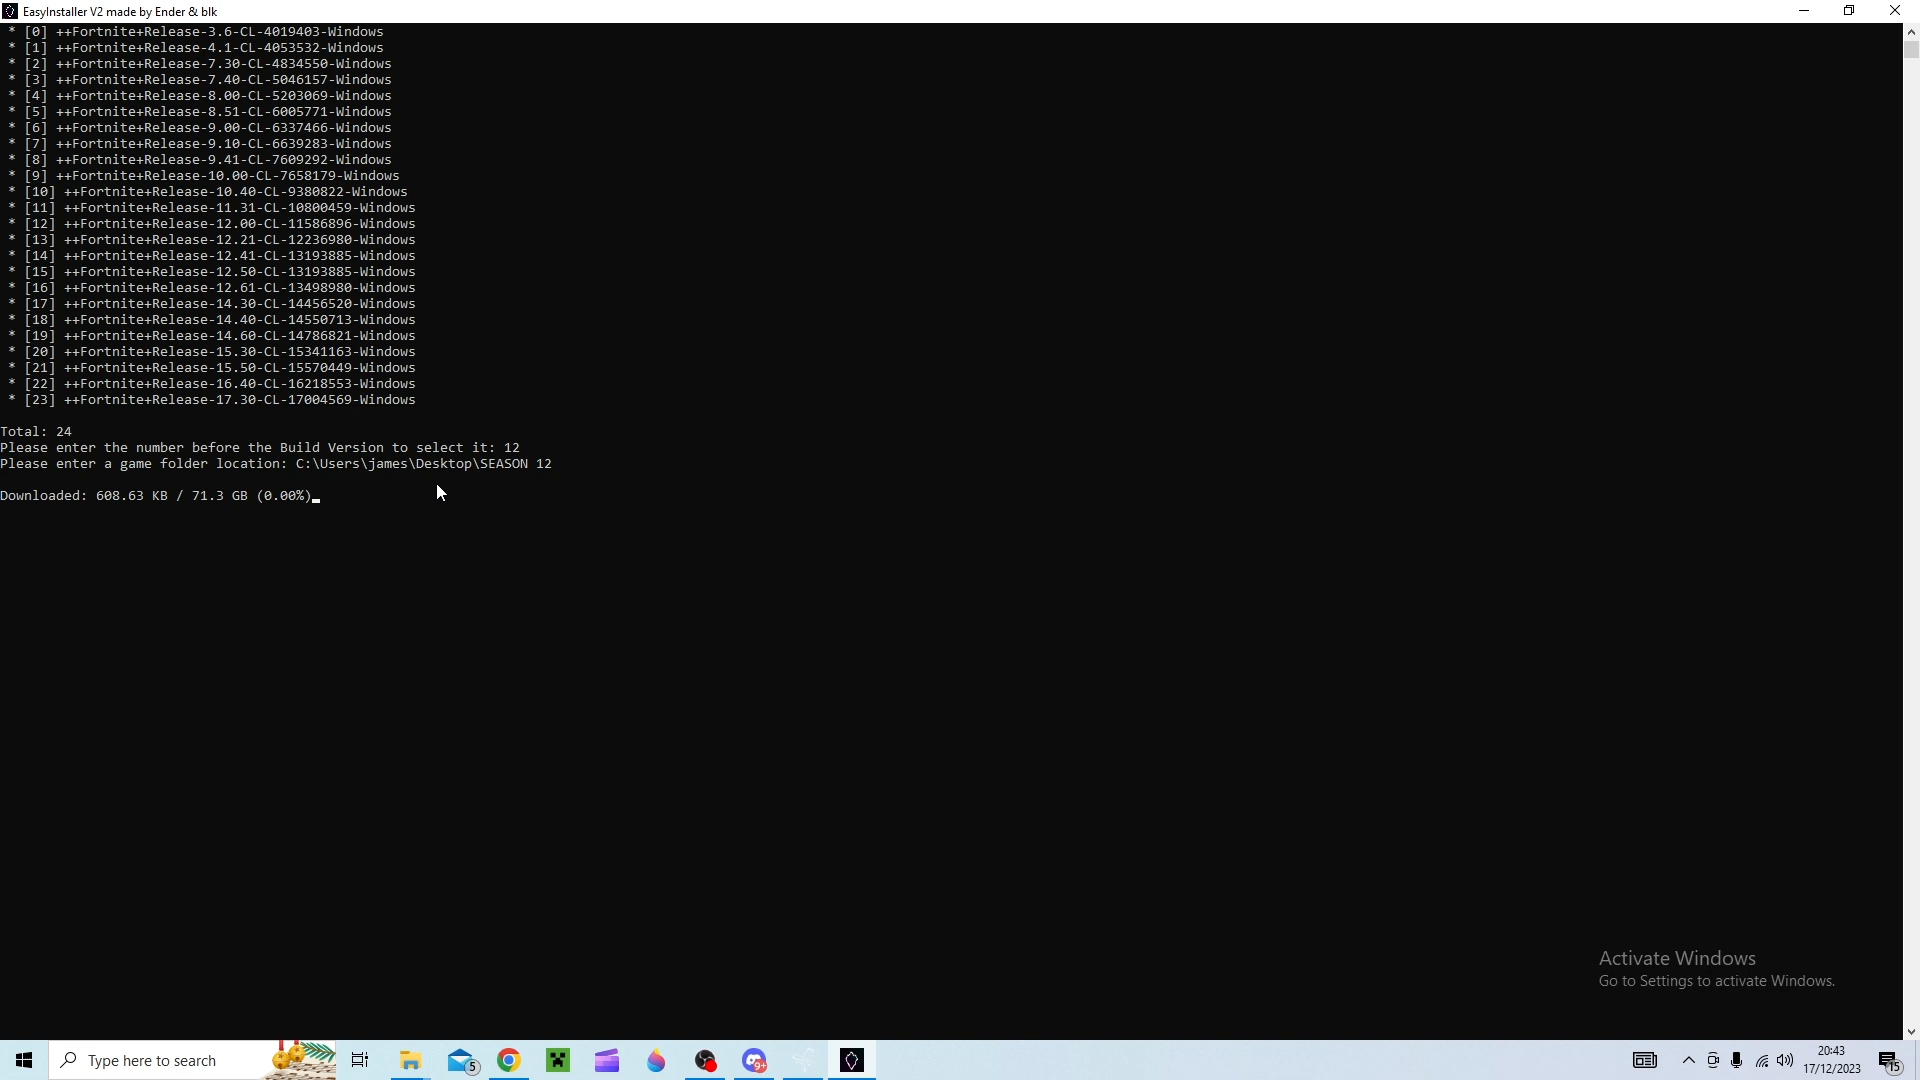 EasyInstaller V2 made by Ender & blk
* [0] ++Fortnite+Release-3.6-CL-4019403-Windows
* [1] ++Fortnite+Release-4.1-CL-4053532-Windows
* [2] ++Fortnite+Release-7.30-CL-4834550-Windows
* [3] ++Fortnite+Release-7.40-CL-5046157-Windows
* [4] ++Fortnite+Release-8.00-CL-5203069-Windows
* [5] ++Fortnite+Release-8.51-CL-6005771-Windows
* [6] ++Fortnite+Release-9.00-CL-6337466-Windows
* [7] ++Fortnite+Release-9.10-CL-6639283-Windows
* [8] ++Fortnite+Release-9.41-CL-7609292-Windows
* [9] ++Fortnite+Release-10.00-CL-7658179-Windows
* [10] ++Fortnite+Release-10.40-CL-9380822-Windows
* [11] ++Fortnite+Release-11.31-CL-10800459-Windows
* [12] ++Fortnite+Release-12.00-CL-11586896-Windows
* [13] ++Fortnite+Release-12.21-CL-12236980-Windows
* [14] ++Fortnite+Release-12.41-CL-13193885-Windows
* [15] ++Fortnite+Release-12.50-CL-13193885-Windows
* [16] ++Fortnite+Release-12.61-CL-13498980-Windows
* [17] ++Fortnite+Release-14.30-CL-14456520-Windows
* [18] ++Fortnite+Release-14.40-CL-14550713-Windows
* [19] ++Fortnite+Release-14.60-CL-14786821-Windows
* [20] ++Fortnite+Release-15.30-CL-15341163-Windows
* [21] ++Fortnite+Release-15.50-CL-15570449-Windows
* [22] ++Fortnite+Release-16.40-CL-16218553-Windows
* [23] ++Fortnite+Release-17.30-CL-17004569-Windows
Total: 24
Please enter the number before the Build Version to select it: 12
Please enter a game folder location: C:\Users\james\Desktop\SEASON 12
Downloaded: 608.63 KB / 71.3 GB (0.00%)
Activate Windows
Go to Settings to activate Windows.
Type here to search
5
9+
20:43
17/12/2023
15